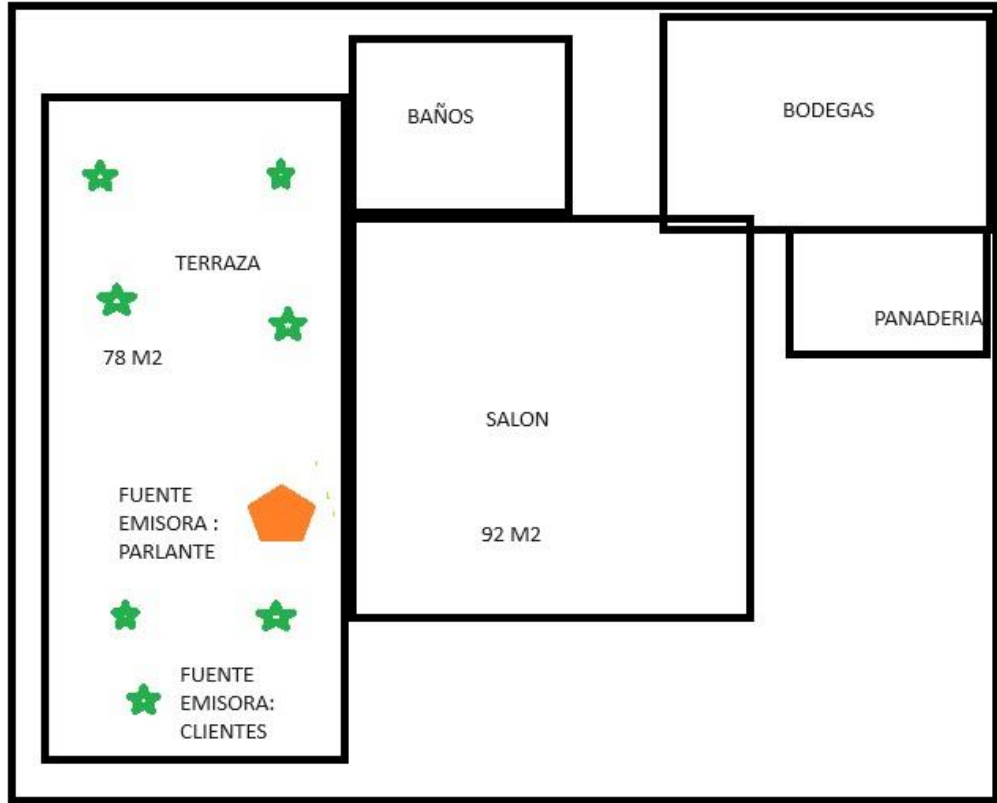 BAÑOS
BODEGAS
TERRAZA
PANADERIA
78 M2
SALON
FUENTE
EMISORA :
PARLANTE
92 M2
FUENTE
EMISORA:
CLIENTES